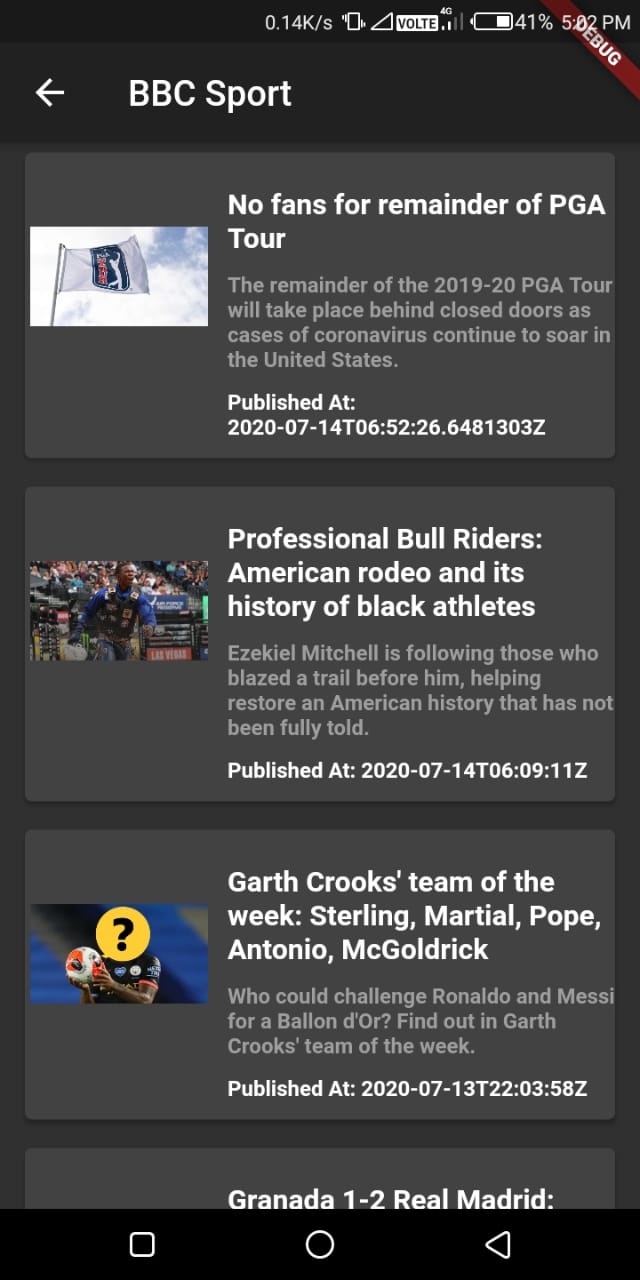 0.14K/s VOLTE 4G 41% 5:02 PM
DEBUG
BBC Sport
No fans for remainder of PGA
Tour
The remainder of the 2019-20 PGA Tour
will take place behind closed doors as
cases of coronavirus continue to soar in
the United States.
Published At:
2020-07-14T06:52:26.6481303Z
Professional Bull Riders:
American rodeo and its
history of black athletes
AIR FORCE
RESERVE
LAS VEGAS
Ezekiel Mitchell is following those who
blazed a trail before him, helping
restore an American history that has not
been fully told.
Published At: 2020-07-14T06:09:11Z
Garth Crooks' team of the
week: Sterling, Martial, Pope,
Antonio, McGoldrick
?
Who could challenge Ronaldo and Messi
for a Ballon d'Or? Find out in Garth
Crooks' team of the week.
Published At: 2020-07-13T22:03:58Z
Granada 1-2 Real Madrid: